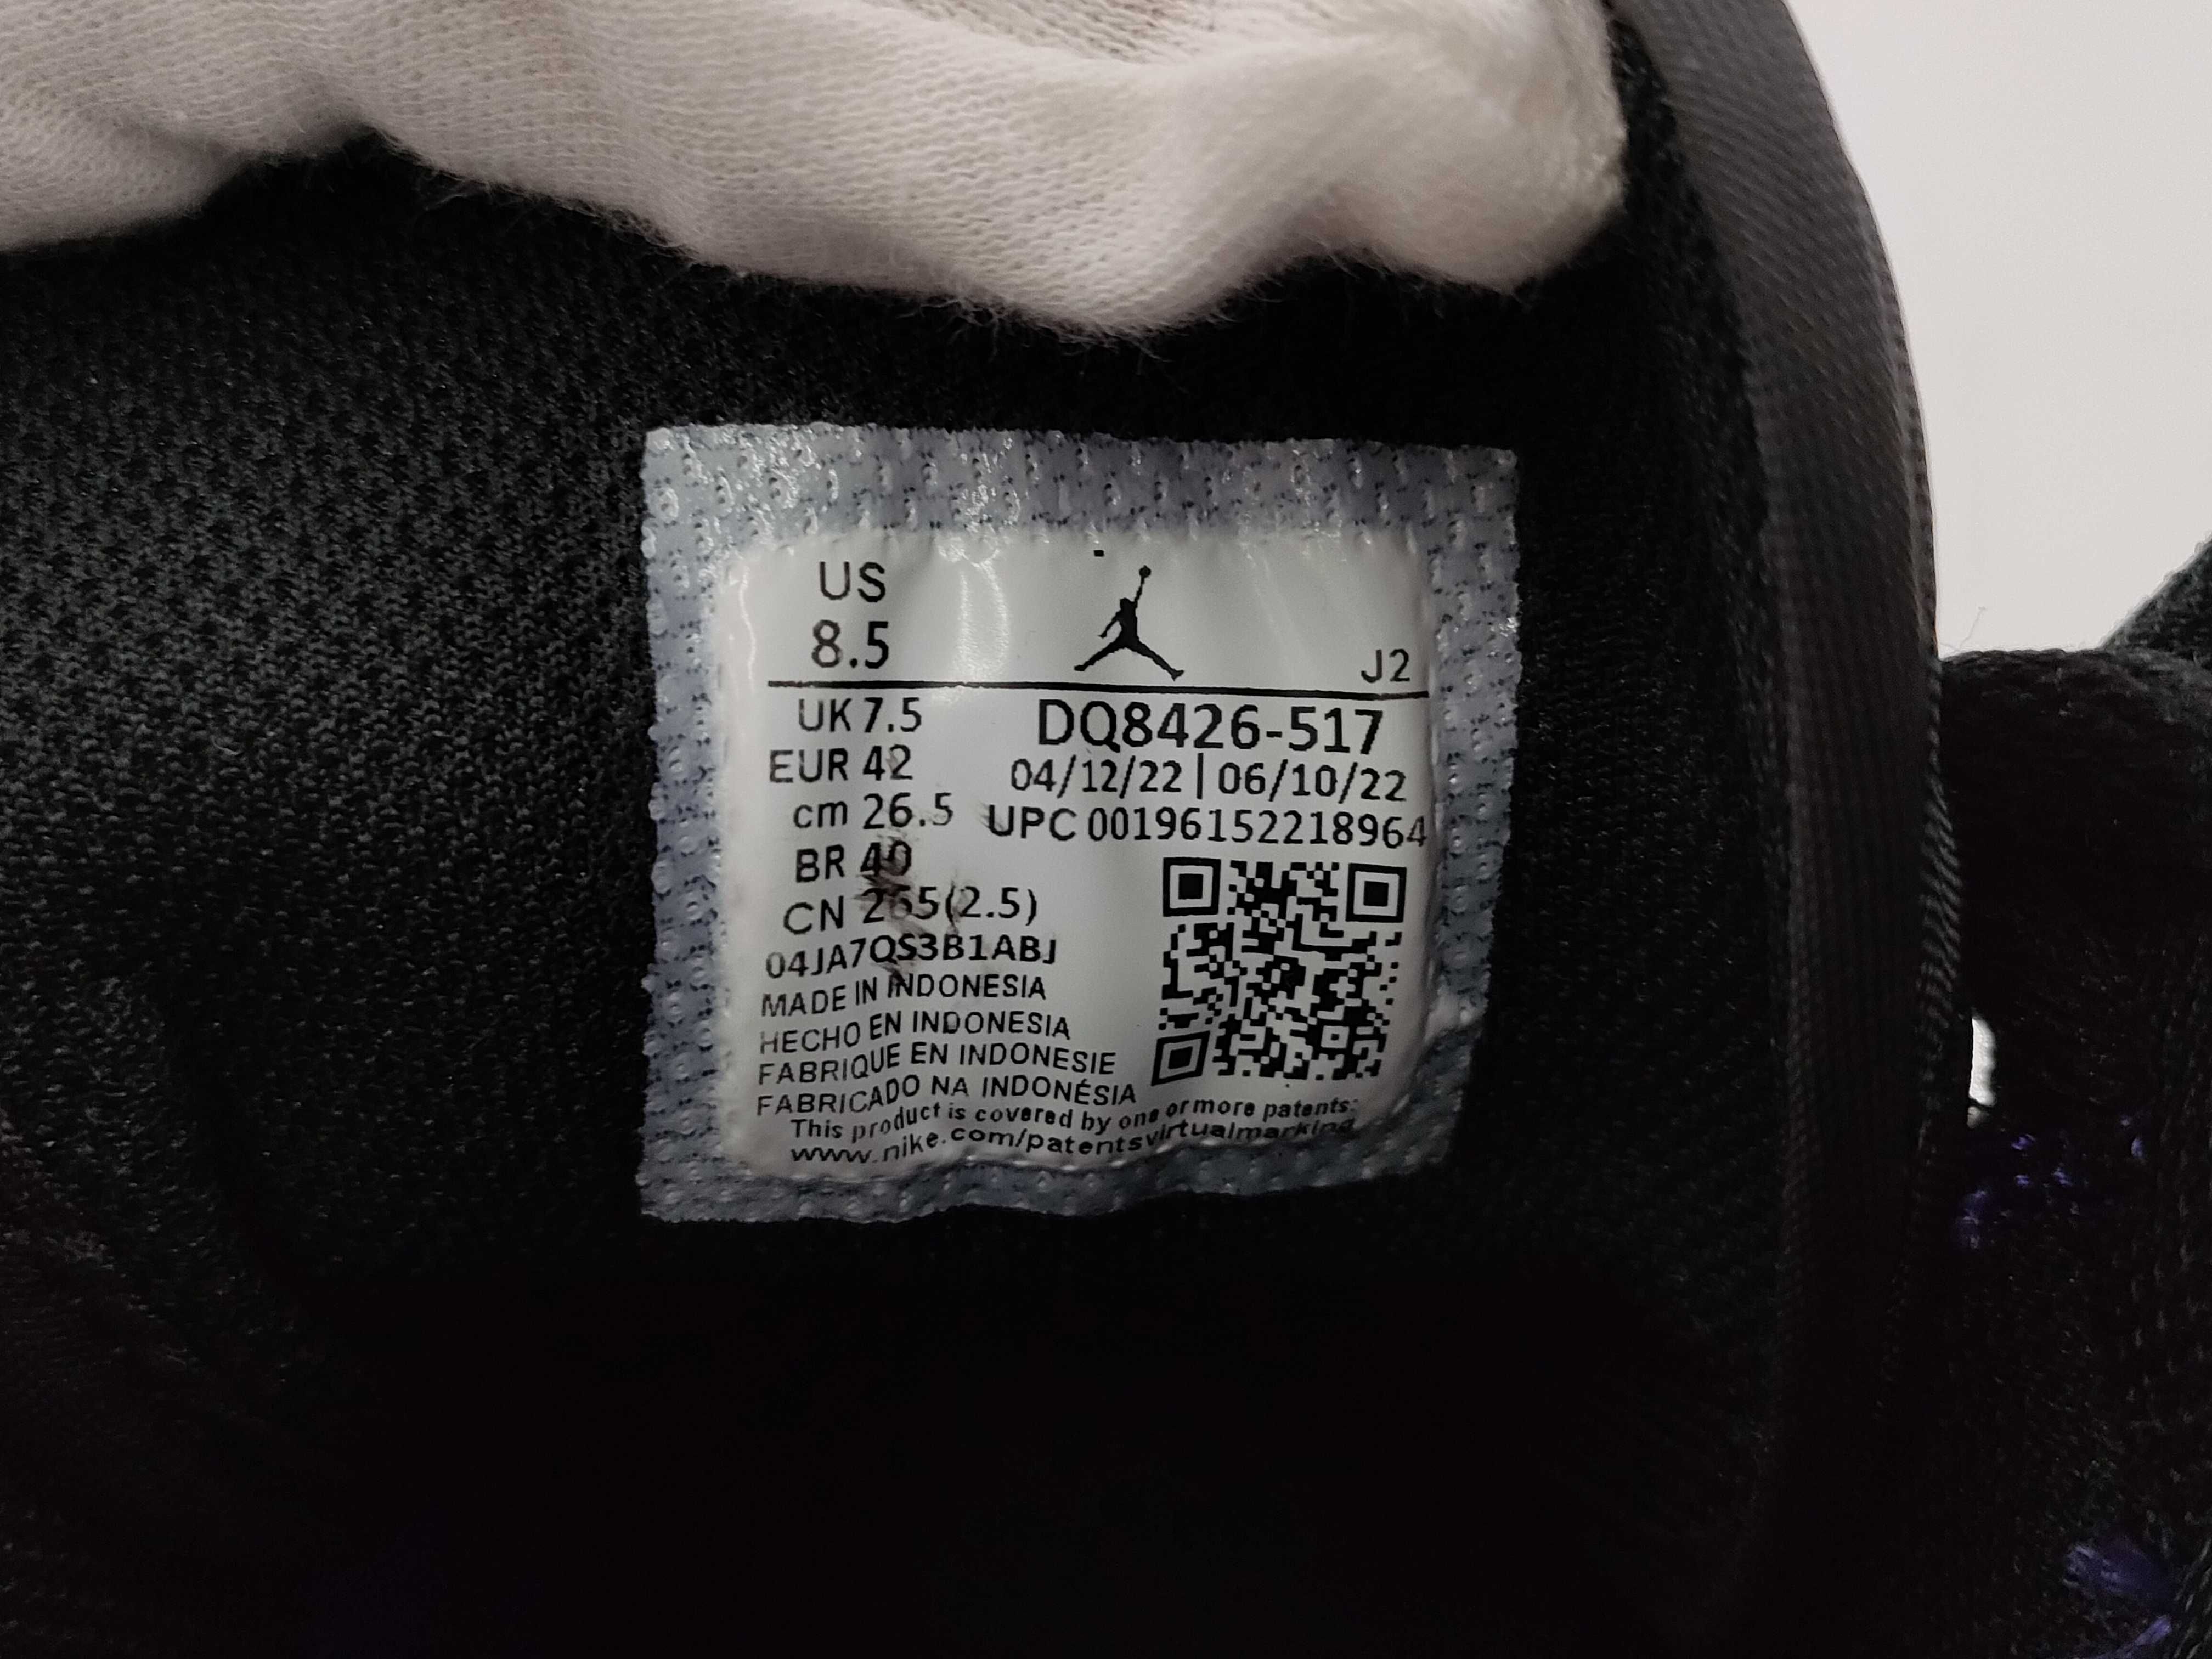 US
8.5
J2
UK 7.5
DQ8426-517
EUR 42
04/12/22 | 06/10/22
cm 26.5
UPC 00196152218964
BR 40
CN 265(2.5)
04JA7QS3B1ABJ
MADE IN INDONESIA
HECHO EN INDONESIA
FABRIQUE EN INDONESIE
FABRICADO NA INDONÉSIA
This product is covered by one or more patents:
www.nike.com/patentsvirtualmarking